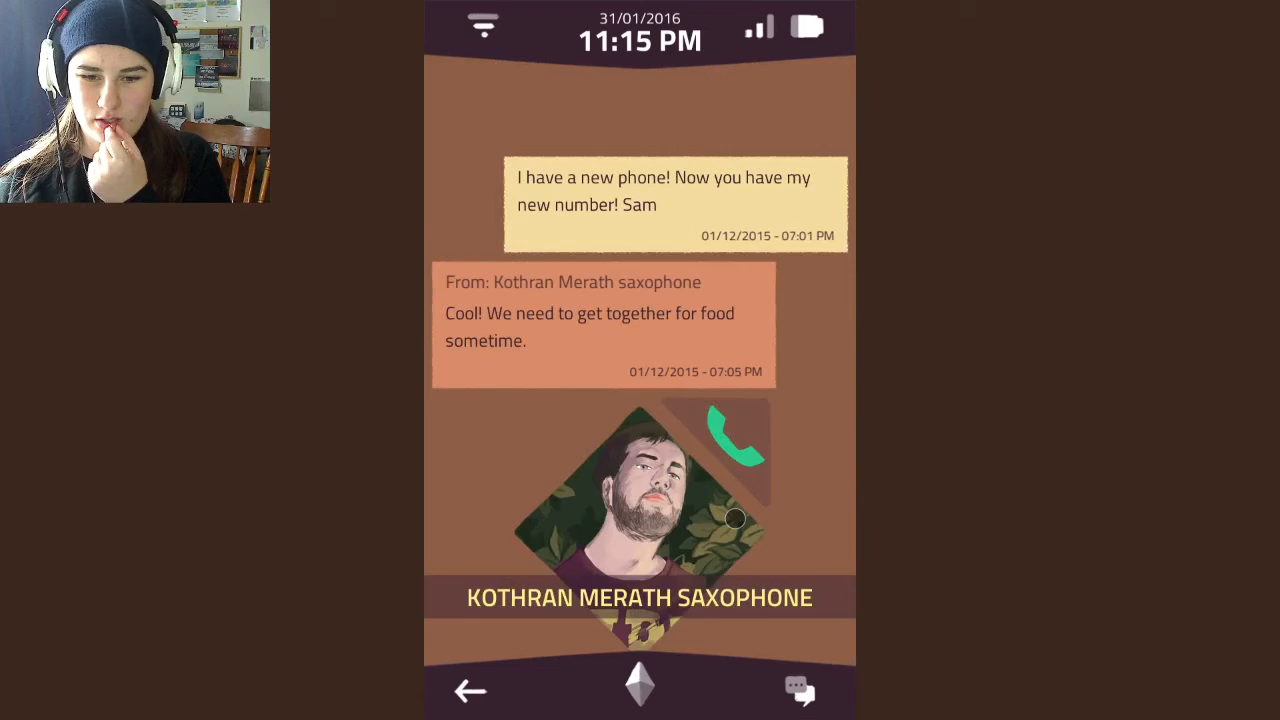 31/01/2016
11:15 PM
I have a new phone! Now you have my
new number! Sam
01/12/2015 - 07:01 PM
From: Kothran Merath saxophone
Cool! We need to get together for food
sometime.
01/12/2015 - 07:05 PM
KOTHRAN MERATH SAXOPHONE